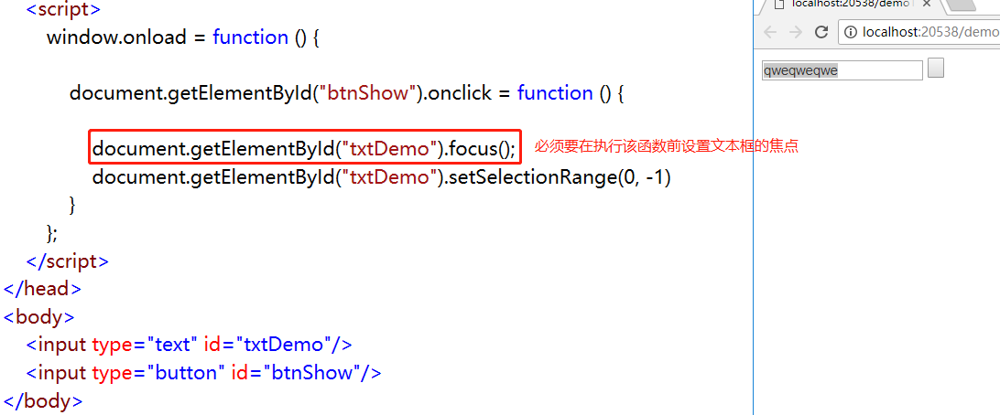 <script>
window.onload = function () {
document.getElementById("btnShow").onclick = function () {
document.getElementById("txtDemo").focus();
必须要在执行该函数前设置文本框的焦点
document.getElementById("txtDemo").setSelectionRange(0, -1)
}
};
</script>
</head>
<body>
<input type="text" id="txtDemo"/>
<input type="button" id="btnShow"/>
</body>
localhost:20538/demo
localhost:20538/demo
qweqweqwe